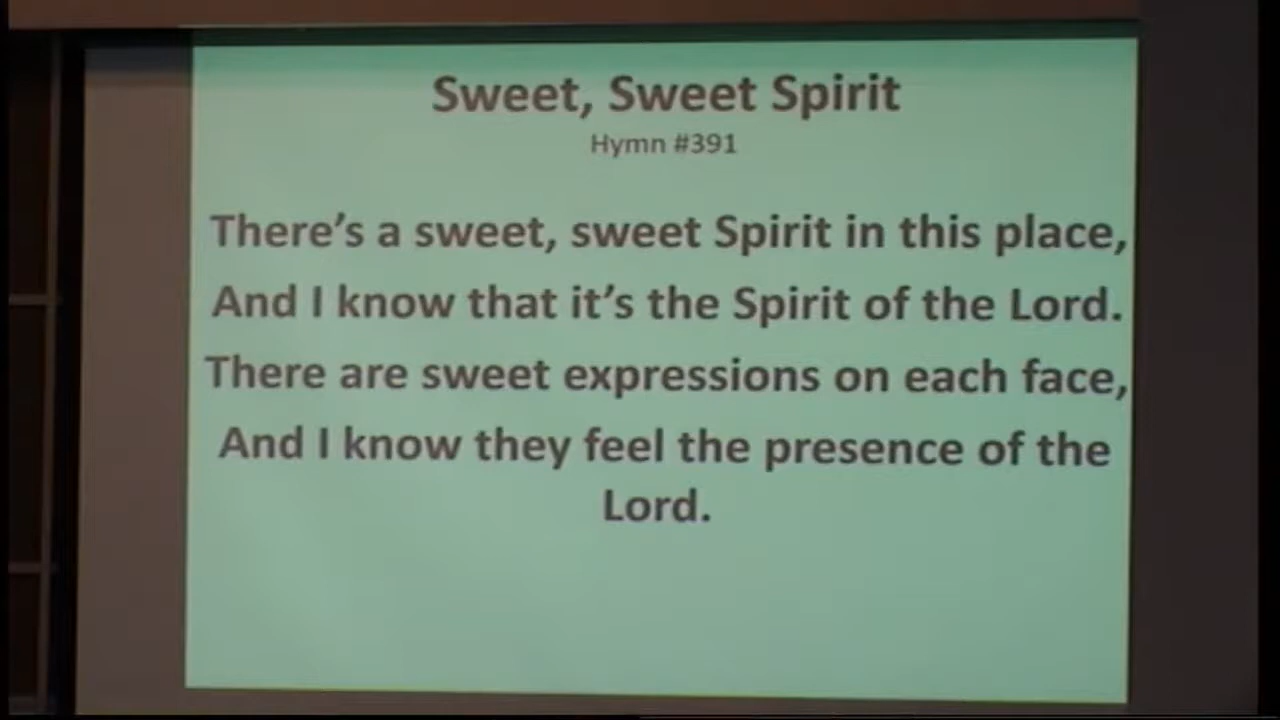 Sweet, Sweet Spirit
Hymn #391
There’s a sweet, sweet Spirit in this place,
And I know that it’s the Spirit of the Lord.
There are sweet expressions on each face,
And I know they feel the presence of the
Lord.